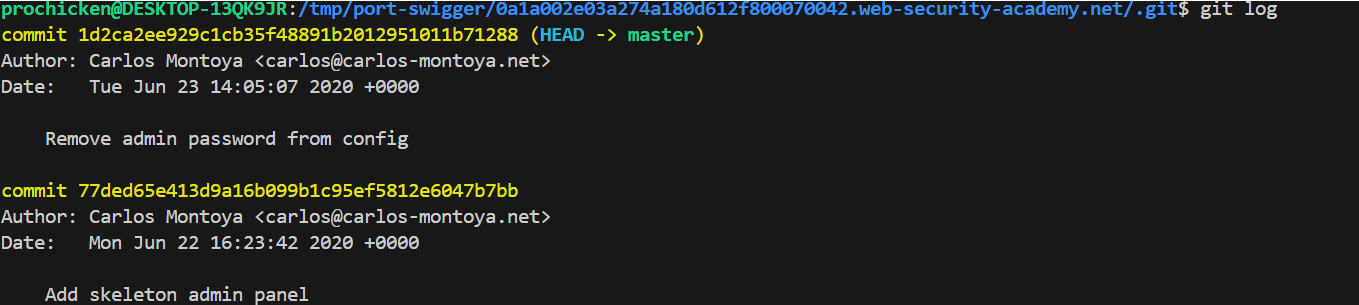 prochicken@DESKTOP-13QK9JR:/tmp/port-swigger/0a1a002e03a274a180d612f800070042.web-security-academy.net/.git$ git log
commit 1d2ca2ee929c1cb35f48891b2012951011b71288 (HEAD -> master)
Author: Carlos Montoya <carlos@carlos-montoya.net>
Date:   Tue Jun 23 14:05:07 2020 +0000
    Remove admin password from config
commit 77ded65e413d9a16b099b1c95ef5812e6047b7bb
Author: Carlos Montoya <carlos@carlos-montoya.net>
Date:   Mon Jun 22 16:23:42 2020 +0000
    Add skeleton admin panel